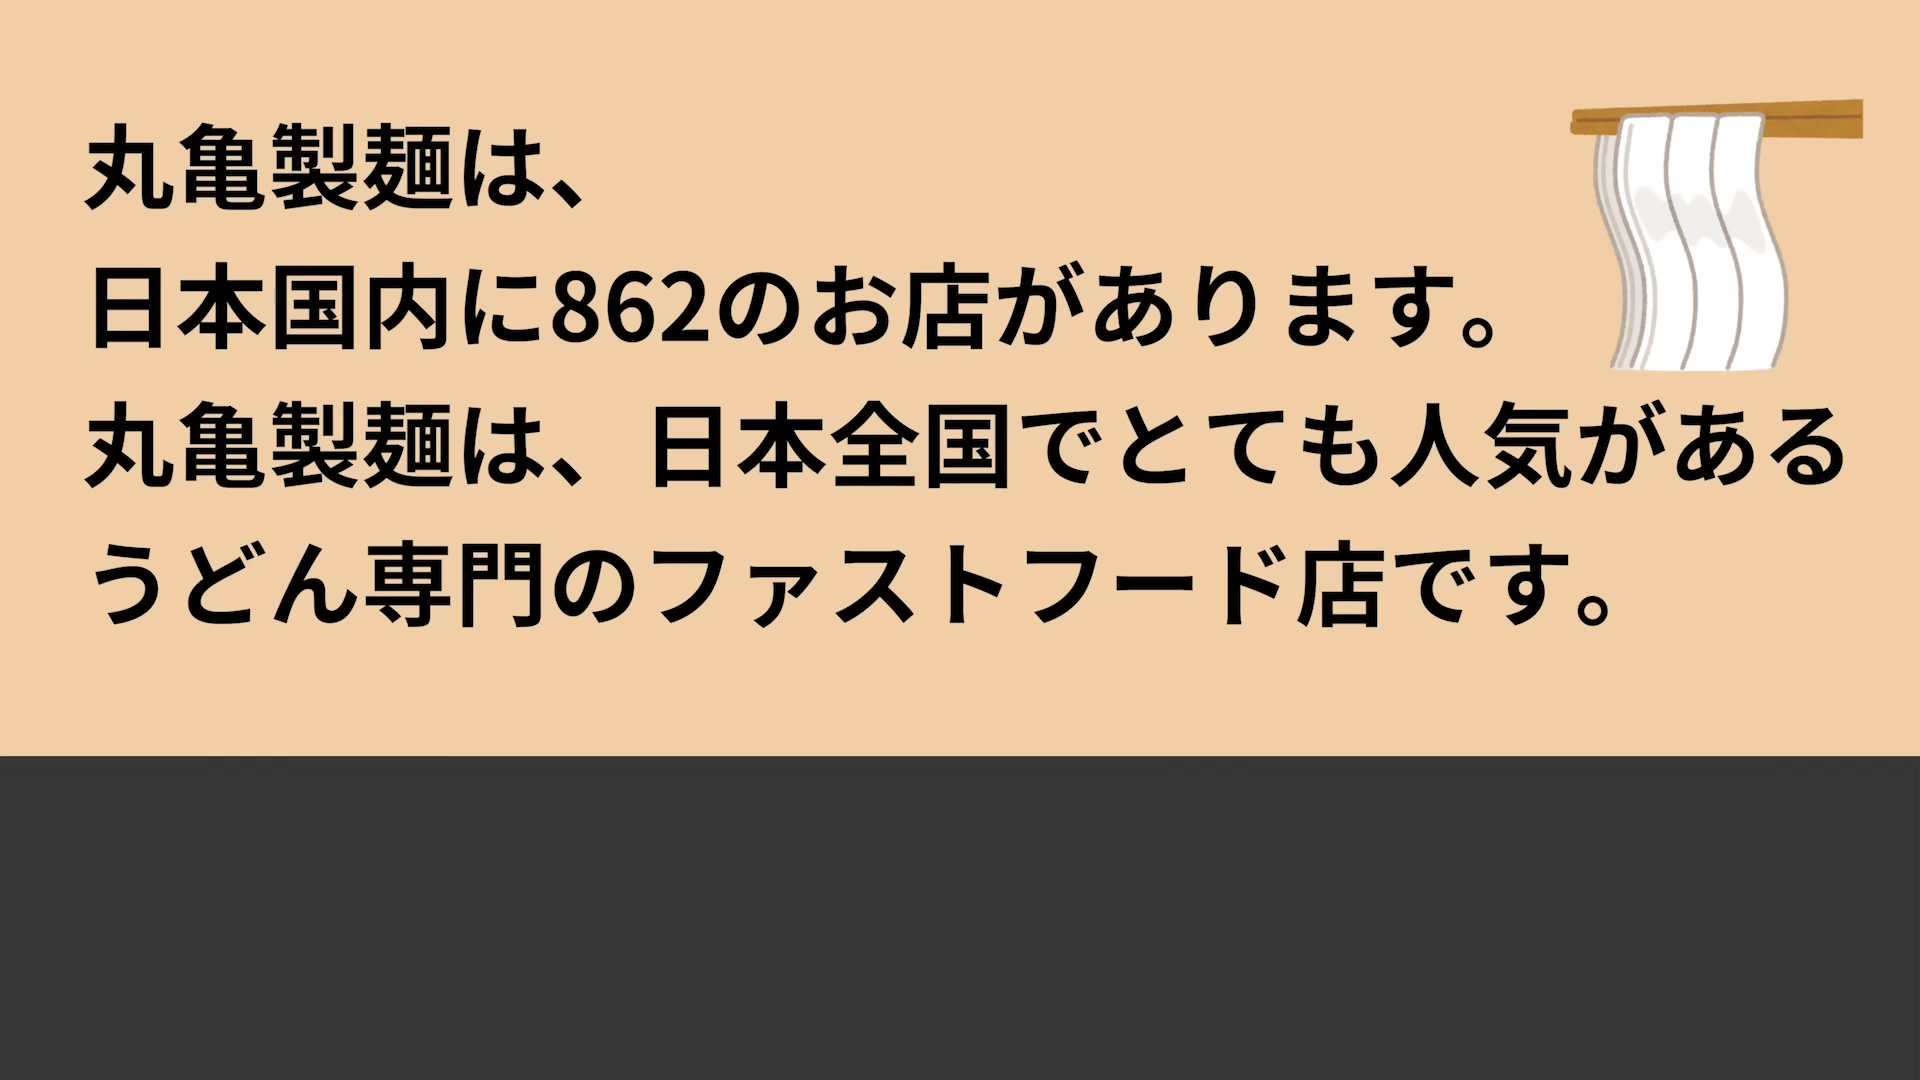 丸亀製麺は、
日本国内に862のお店があります。
丸亀製麺は、日本全国でとても人気がある
うどん専門のファストフード店です。